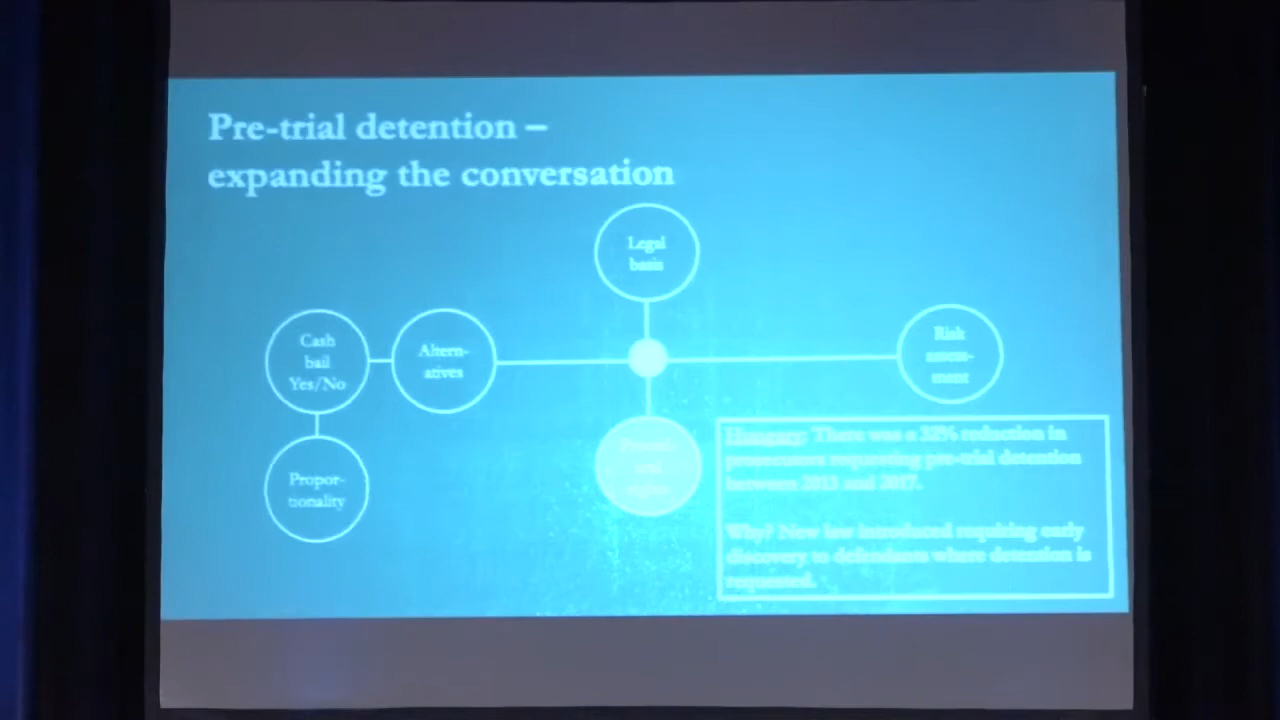 Pre-trial detention –
expanding the conversation
Legal
basis
Cash
bail
Yes/No
Altern-
atives
Risk
assess-
ment
Propor-
tionality
Hungary: There was a 32% reduction in
prosecutors requesting pre-trial detention
between 2013 and 2017.
Why? New law introduced requiring early
discovery to defendants where detention is
requested.